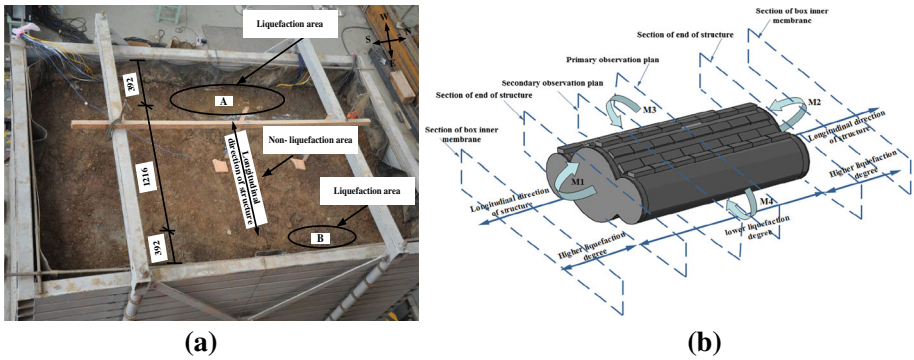 Liquefaction area
W
S
N
E
392
A
Non- liquefaction area
1216
Longitudinal
direction of structure
Liquefaction area
B
392
(a)
Section of box inner
membrane
Section of end of structure
Primary observation plan
Secondary observation plan
Section of end of structure
Section of box inner
membrane
M3
M2
Longitudinal direction
of structure
M1
Higher liquefaction
degree
Longitudinal direction
of structure
M4
lower liquefaction
degree
Higher liquefaction
degree
(b)